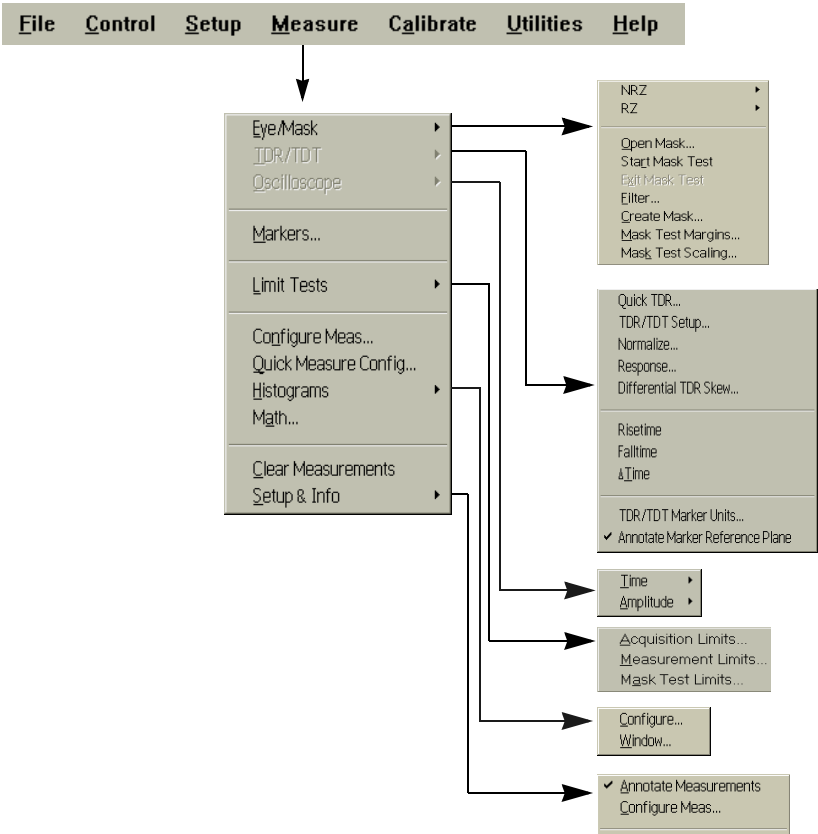 File Control Setup Measure Calibrate Utilities Help
Eye/Mask
TDR/TDT
Oscilloscope
Markers...
Limit Tests
Configure Meas...
Quick Measure Config...
Histograms
Math...
Clear Measurements
Setup & Info
NRZ
RZ
Open Mask...
Start Mask Test
Exit Mask Test
Filter...
Create Mask...
Mask Test Margins...
Mask Test Scaling...
Quick TDR...
TDR/TDT Setup...
Normalize...
Response...
Differential TDR Skew...
Risetime
Falltime
ΔTime
TDR/TDT Marker Units...
✔ Annotate Marker Reference Plane
Time
Amplitude
Acquisition Limits...
Measurement Limits...
Mask Test Limits...
Configure...
Window...
✔ Annotate Measurements
Configure Meas...